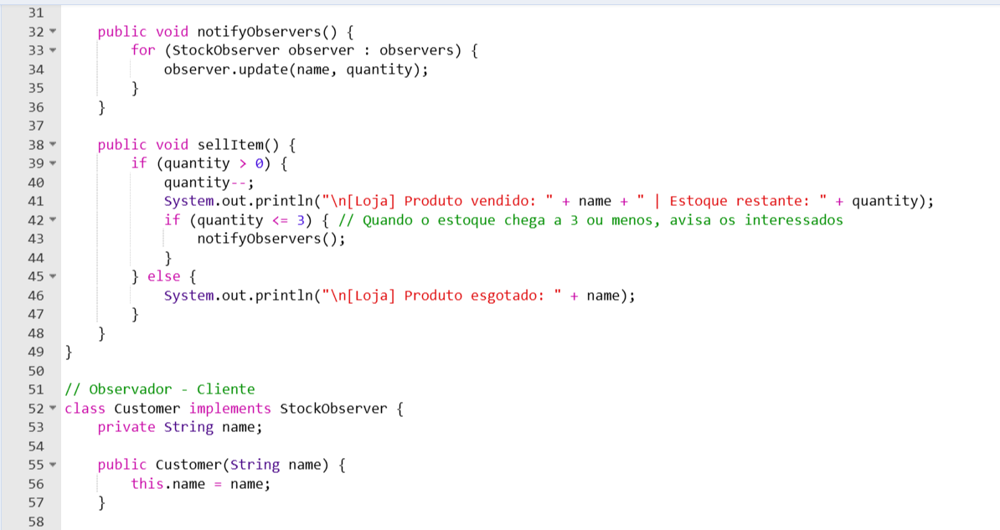 31
32 public void notifyObservers() {
33 for (StockObserver observer : observers) {
34 observer.update(name, quantity);
35 }
36 }
37
38 public void sellItem() {
39 if (quantity > 0) {
40 quantity--;
41 System.out.println("\n[Loja] Produto vendido: " + name + " | Estoque restante: " + quantity);
42 if (quantity <= 3) { // Quando o estoque chega a 3 ou menos, avisa os interessados
43 notifyObservers();
44 }
45 } else {
46 System.out.println("\n[Loja] Produto esgotado: " + name);
47 }
48 }
49 }
50
51 // Observador - Cliente
52 class Customer implements StockObserver {
53 private String name;
54
55 public Customer(String name) {
56 this.name = name;
57 }
58